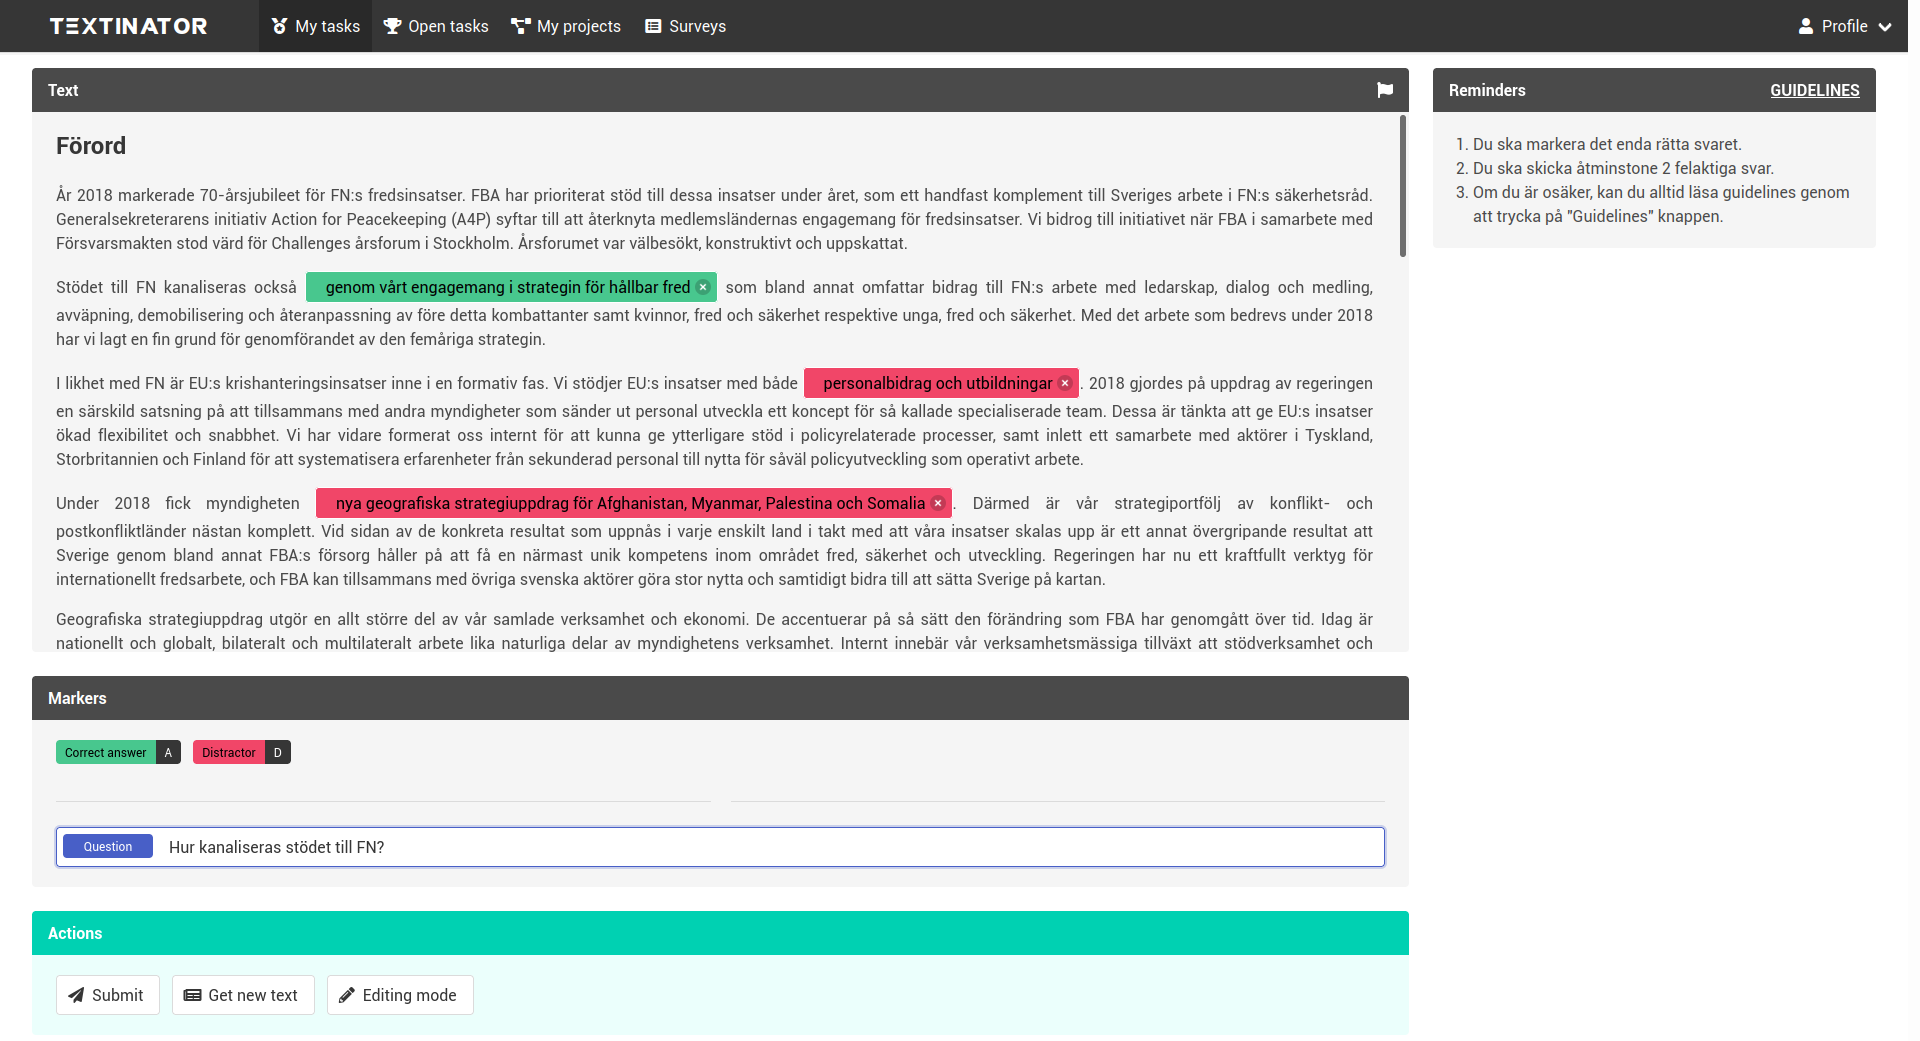 TEXTINATOR My tasks Open tasks My projects Surveys Profile
Text
Förord
År 2018 markerade 70-årsjubileet för FN:s fredsinsatser. FBA har prioriterat stöd till dessa insatser under året, som ett handfast komplement till Sveriges arbete i FN:s säkerhetsråd.
Generalsekreterarens initiativ Action for Peacekeeping (A4P) syftar till att återknyta medlemsländernas engagemang för fredsinsatser. Vi bidrog till initiativet när FBA i samarbete med
Försvarsmakten stod värd för Challenges årsforum i Stockholm. Årsforumet var välbesökt, konstruktivt och uppskattat.
Stödet till FN kanaliseras också genom vårt engagemang i strategin för hållbar fred som bland annat omfattar bidrag till FN:s arbete med ledarskap, dialog och medling,
avväpning, demobilisering och återanpassning av före detta kombattanter samt kvinnor, fred och säkerhet respektive unga, fred och säkerhet. Med det arbete som bedrevs under 2018
har vi lagt en fin grund för genomförandet av den femåriga strategin.
I likhet med FN är EU:s krishanteringsinsatser inne i en formativ fas. Vi stödjer EU:s insatser med både personalbidrag och utbildningar. 2018 gjordes på uppdrag av regeringen
en särskild satsning på att tillsammans med andra myndigheter som sänder ut personal utveckla ett koncept för så kallade specialiserade team. Dessa är tänkta att ge EU:s insatser
ökad flexibilitet och snabbhet. Vi har vidare formerat oss internt för att kunna ge ytterligare stöd i policyrelaterade processer, samt inlett ett samarbete med aktörer i Tyskland,
Storbritannien och Finland för att systematisera erfarenheter från sekunderad personal till nytta för såväl policyutveckling som operativt arbete.
Under 2018 fick myndigheten nya geografiska strategiuppdrag för Afghanistan, Myanmar, Palestina och Somalia. Därmed är vår strategiportfölj av konflikt- och
postkonfliktländer nästan komplett. Vid sidan av de konkreta resultat som uppnås i varje enskilt land i takt med att våra insatser skalas upp är ett annat övergripande resultat att
Sverige genom bland annat FBA:s försorg håller på att få en närmast unik kompetens inom området fred, säkerhet och utveckling. Regeringen har nu ett kraftfullt verktyg för
internationellt fredsarbete, och FBA kan tillsammans med övriga svenska aktörer göra stor nytta och samtidigt bidra till att sätta Sverige på kartan.
Geografiska strategiuppdrag utgör en allt större del av vår samlade verksamhet och ekonomi. De accentuerar på så sätt den förändring som FBA har genomgått över tid. Idag är
nationellt och globalt, bilateralt och multilateralt arbete lika naturliga delar av myndighetens verksamhet. Internt innebär vår verksamhetsmässiga tillväxt att stödverksamhet och
Reminders GUIDELINES
1. Du ska markera det enda rätta svaret.
2. Du ska skicka åtminstone 2 felaktiga svar.
3. Om du är osäker, kan du alltid läsa guidelines genom
att trycka på "Guidelines" knappen.
Markers
Correct answer A Distractor D
Question Hur kanaliseras stödet till FN?
Actions
Submit Get new text Editing mode